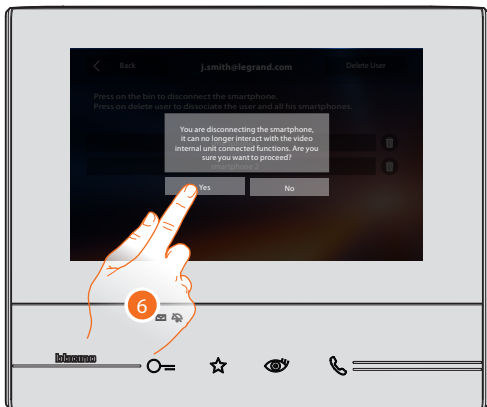 Back
j.smith@legrand.com
Delete User
Press on the bin to disconnect the smartphone.
Press on delete user to dissociate the user and all his smartphones.
You are disconnecting the smartphone,
it can no longer interact with the video
internal unit connected functions. Are you
sure you want to proceed?
smartphone 2
Yes
No
6
bticino